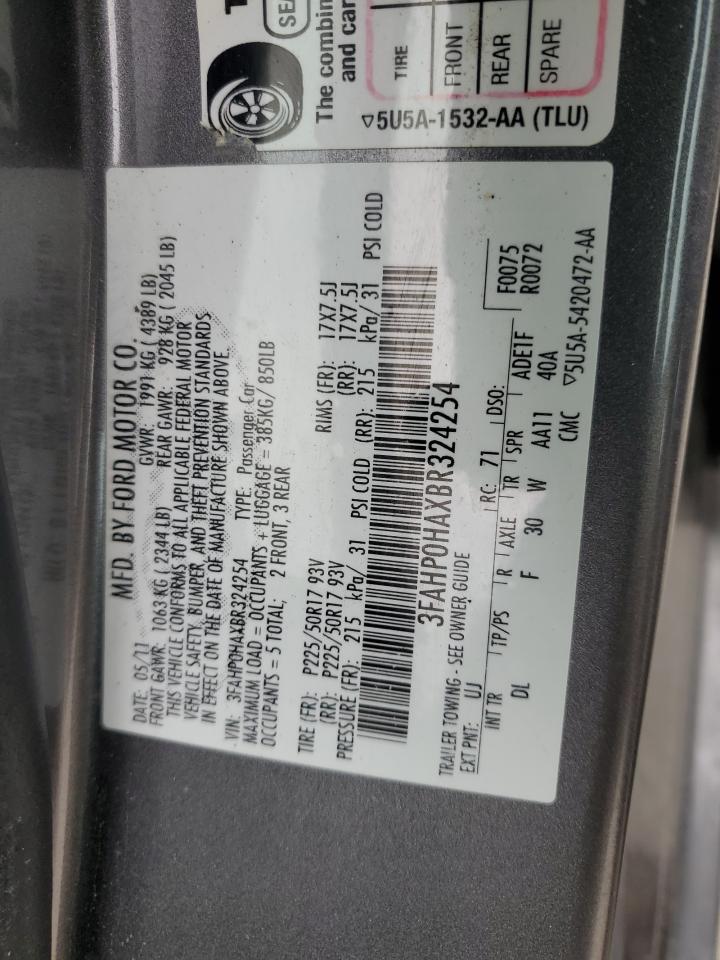 SEA
The combin
and car
TIRE
FRONT
REAR
SPARE
▽5U5A-1532-AA (TLU)
MFD. BY FORD MOTOR CO.
DATE: 05/11 GVWR: 1991 KG ( 4389 LB)
FRONT GAWR: 1063 KG ( 2344 LB) REAR GAWR: 928 KG ( 2045 LB)
THIS VEHICLE CONFORMS TO ALL APPLICABLE FEDERAL MOTOR
VEHICLE SAFETY, BUMPER, AND THEFT PREVENTION STANDARDS
IN EFFECT ON THE DATE OF MANUFACTURE SHOWN ABOVE.
VIN: 3FAHP0HAXBR324254 TYPE: Passenger Car
MAXIMUM LOAD = OCCUPANTS + LUGGAGE = 385KG/ 850LB
OCCUPANTS = 5 TOTAL: 2 FRONT, 3 REAR
TIRE (FR): P225/50R17 93V RIMS (FR): 17X7.5J
(RR): P225/50R17 93V (RR): 17X7.5J
PRESSURE (FR): 215 kPa/ 31 PSI COLD (RR): 215 kPa/ 31 PSI COLD
3FAHP0HAXBR324254
TRAILER TOWING - SEE OWNER GUIDE
EXT PNT: UJ RC: 71 DSO: F0075
R0072
INT TR TP/PS R AXLE TR SPR ADE1F
DL F 30 W AA11 40A
CMC ▽5U5A-5420472-AA